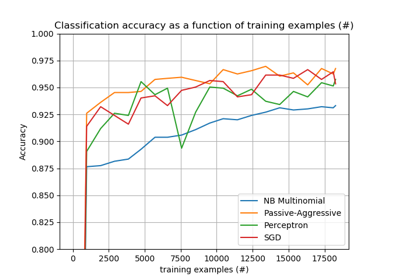 Classification accuracy as a function of training examples (#)
1.000
0.975
0.950
0.925
0.900
0.875
0.850
0.825
0.800
Accuracy
NB Multinomial
Passive-Aggressive
Perceptron
SGD
0 2500 5000 7500 10000 12500 15000 17500
training examples (#)